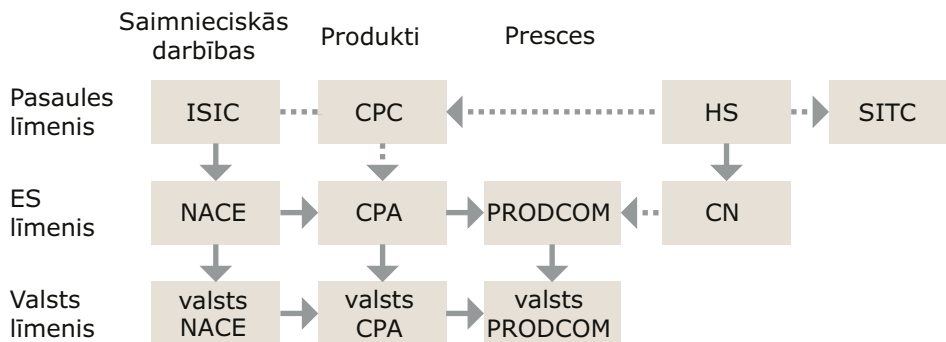 Saimnieciskās
darbības
Produkti
Presces
Pasaules
līmenis
ISIC
CPC
HS
SITC
ES
līmenis
NACE
CPA
PRODCOM
CN
Valsts
līmenis
valsts
NACE
valsts
CPA
valsts
PRODCOM